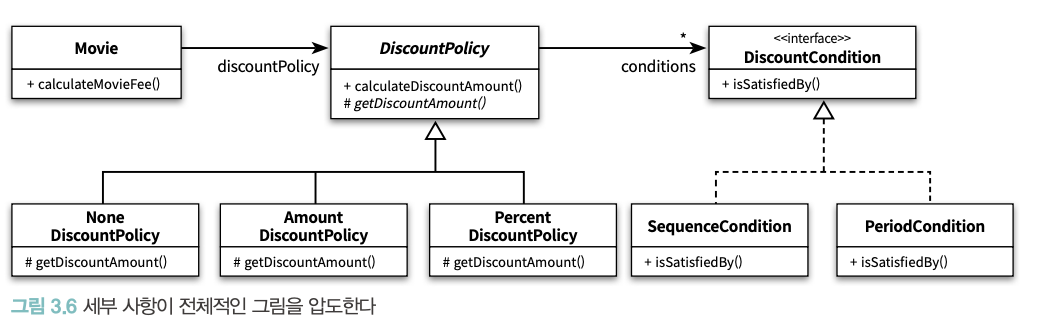 Movie
+ calculateMovieFee()
discountPolicy
DiscountPolicy
+ calculateDiscountAmount()
# getDiscountAmount()
*
conditions
<<interface>>
DiscountCondition
+ isSatisfiedBy()
None
DiscountPolicy
# getDiscountAmount()
Amount
DiscountPolicy
# getDiscountAmount()
Percent
DiscountPolicy
# getDiscountAmount()
SequenceCondition
+ isSatisfiedBy()
PeriodCondition
+ isSatisfiedBy()
그림 3.6 세부 사항이 전체적인 그림을 압도한다